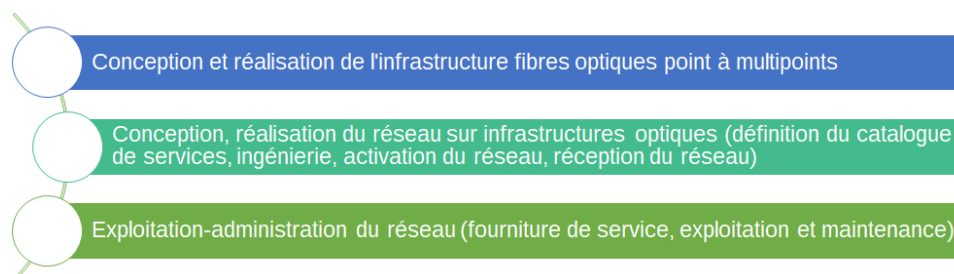 Conception et réalisation de l'infrastructure fibres optiques point à multipoints
Conception, réalisation du réseau sur infrastructures optiques (définition du catalogue
de services, ingénierie, activation du réseau, réception du réseau)
Exploitation-administration du réseau (fourniture de service, exploitation et maintenance)